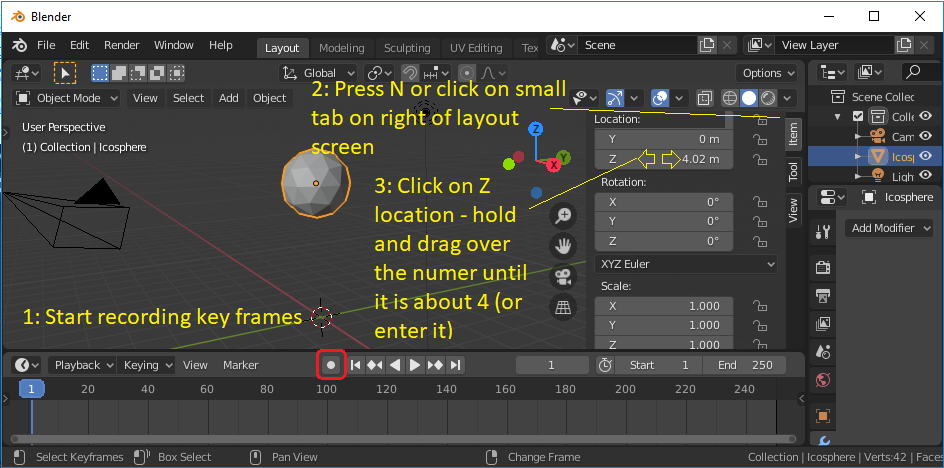 Blender
File Edit Render Window Help Layout Modeling Sculpting UV Editing Tex Scene View Layer
Global Options
Object Mode View Select Add Object
User Perspective
(1) Collection | Icosphere
2: Press N or click on small
tab on right of layout
screen
3: Click on Z
location - hold
and drag over
the numer until
it is about 4 (or
enter it)
1: Start recording key frames
Z
Y
X
Location:
Y 0 m
Z 4.02 m
Rotation:
X 0°
Y 0°
Z 0°
XYZ Euler
Scale:
X 1.000
Y 1.000
Z 1.000
Item
Tool
View
Scene Collec
Colle
Cam
Icosp
Light
Icosphere
Add Modifier
Playback Keying View Marker 1 Start 1 End 250
1 20 40 60 80 100 120 140 160 180 200 220 240
Select Keyframes Box Select Pan View Change Frame Collection | Icosphere | Verts:42 | Faces